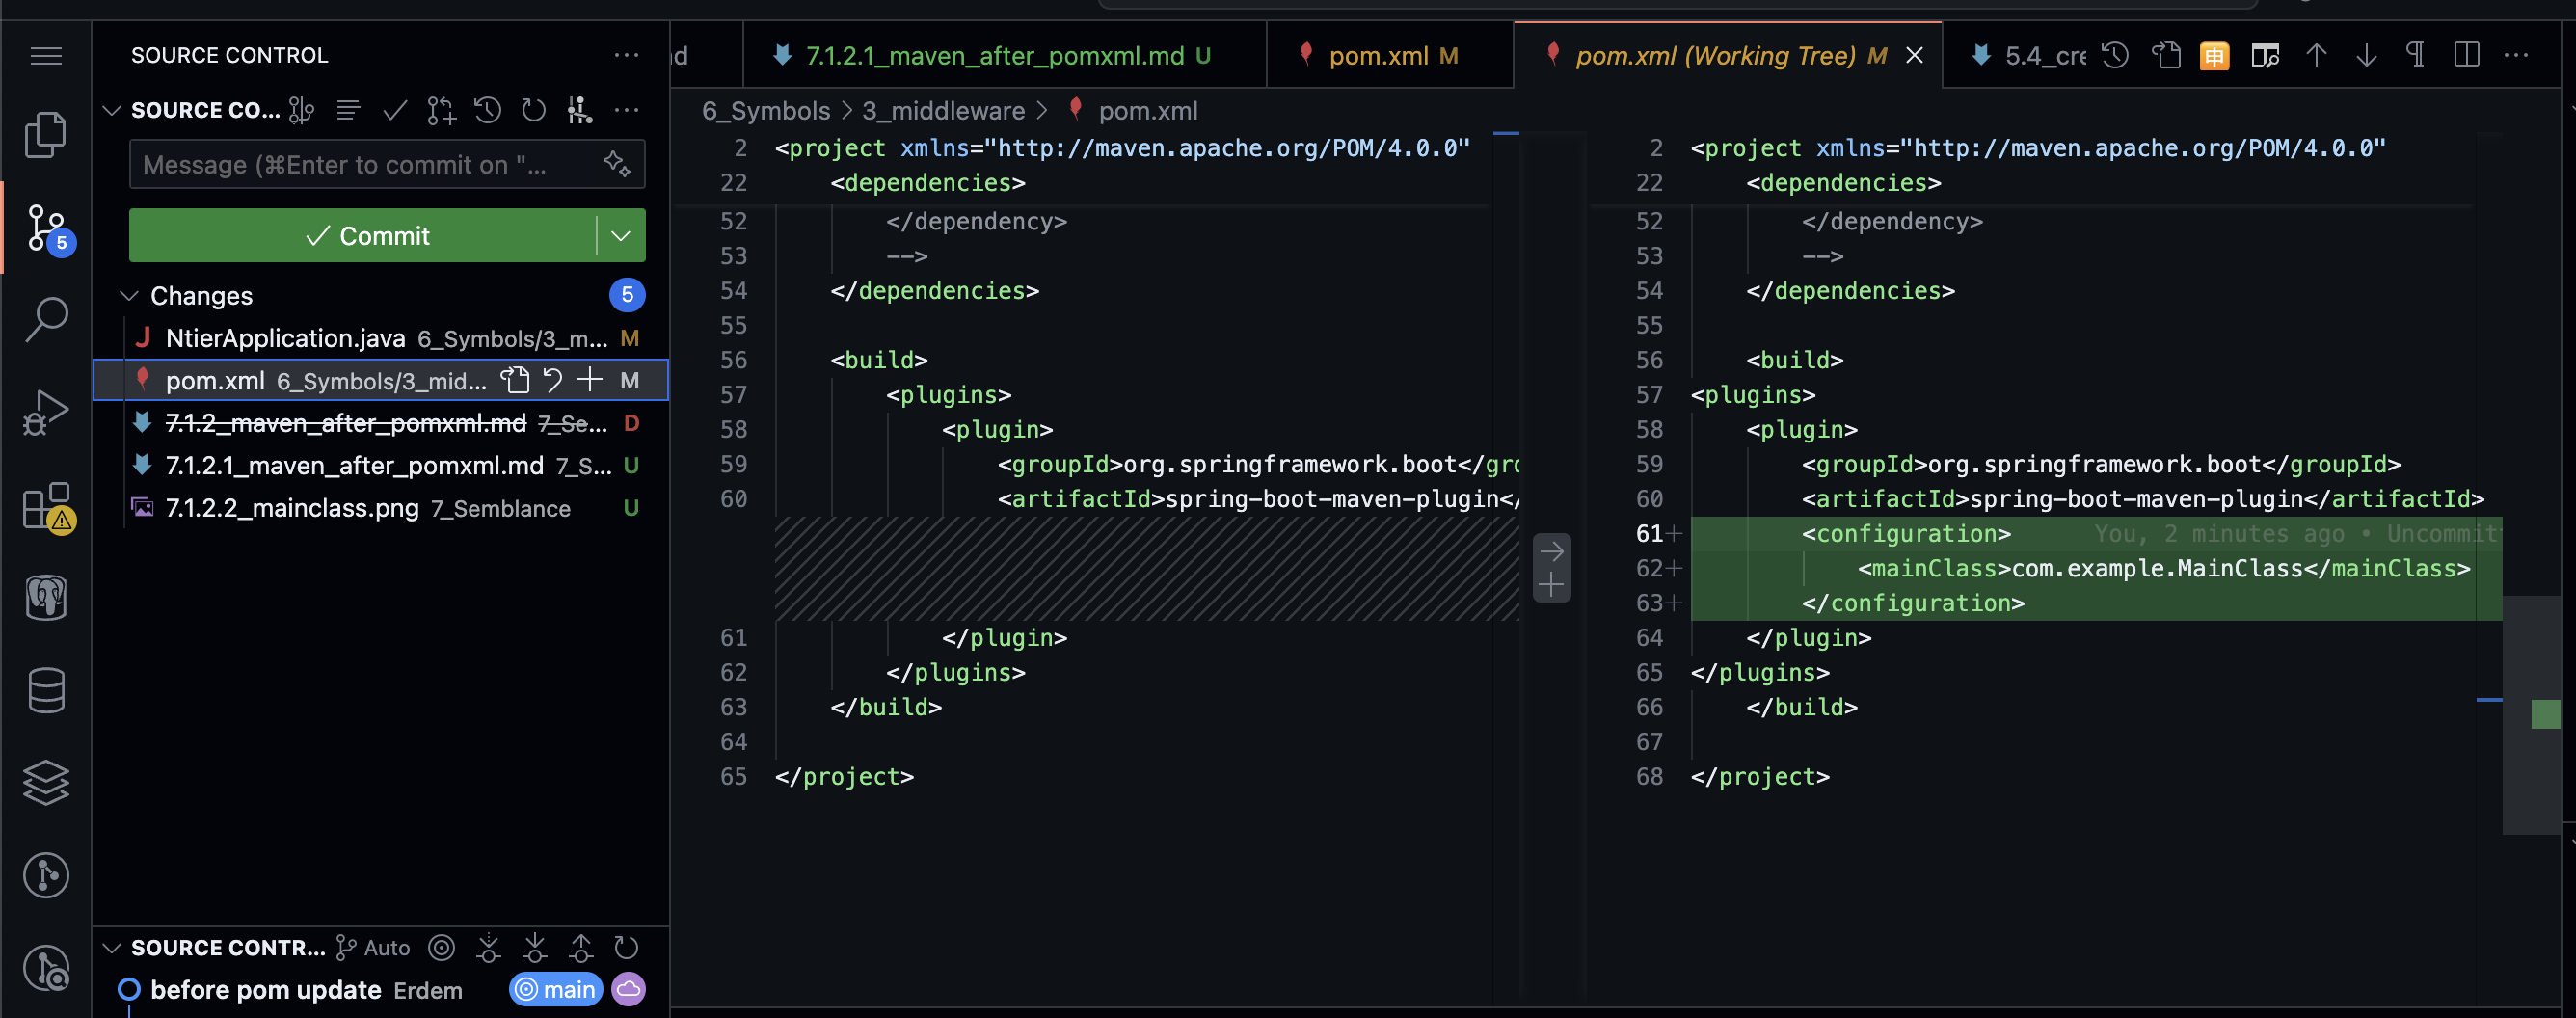 SOURCE CONTROL
SOURCE CO...
Message (⌘Enter to commit on "...
Commit
Changes 5
NtierApplication.java 6_Symbols/3_m... M
pom.xml 6_Symbols/3_mid... M
7.1.2_maven_after_pomxml.md 7_Se... D
7.1.2.1_maven_after_pomxml.md 7_S... U
7.1.2.2_mainclass.png 7_Semblance U
5
SOURCE CONTR... Auto
before pom update Erdem main
7.1.2.1_maven_after_pomxml.md U
pom.xml M
pom.xml (Working Tree) M
5.4_cre
申
6_Symbols > 3_middleware > pom.xml
2 <project xmlns="http://maven.apache.org/POM/4.0.0"
22 <dependencies>
52 </dependency>
53 -->
54 </dependencies>
55
56 <build>
57 <plugins>
58 <plugin>
59 <groupId>org.springframework.boot</gro
60 <artifactId>spring-boot-maven-plugin</
61 </plugin>
62 </plugins>
63 </build>
64
65 </project>
2 <project xmlns="http://maven.apache.org/POM/4.0.0"
22 <dependencies>
52 </dependency>
53 -->
54 </dependencies>
55
56 <build>
57 <plugins>
58 <plugin>
59 <groupId>org.springframework.boot</groupId>
60 <artifactId>spring-boot-maven-plugin</artifactId>
61+ <configuration> You, 2 minutes ago • Uncommit
62+ <mainClass>com.example.MainClass</mainClass>
63+ </configuration>
64 </plugin>
65 </plugins>
66 </build>
67
68 </project>